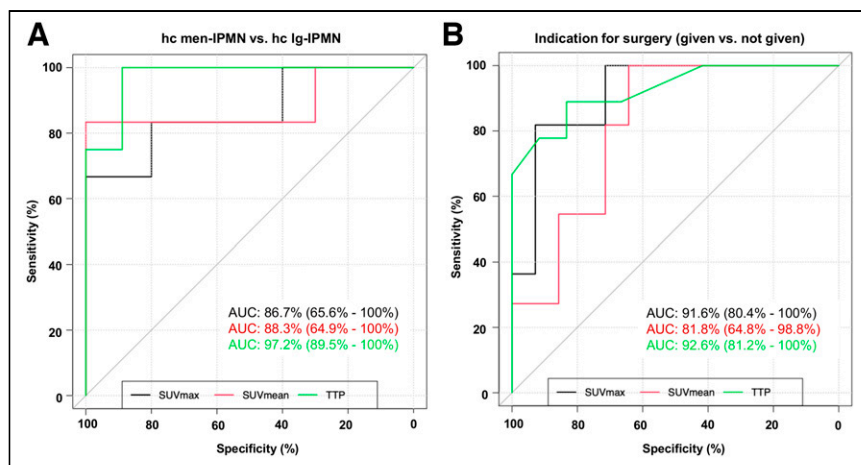 A
hc men-IPMN vs. hc lg-IPMN
Sensitivity (%)
100
80
60
40
20
0
AUC: 86.7% (65.6% - 100%)
AUC: 88.3% (64.9% - 100%)
AUC: 97.2% (89.5% - 100%)
SUVmax SUVmean TTP
100 80 60 40 20 0
Specificity (%)
B
Indication for surgery (given vs. not given)
Sensitivity (%)
100
80
60
40
20
0
AUC: 91.6% (80.4% - 100%)
AUC: 81.8% (64.8% - 98.8%)
AUC: 92.6% (81.2% - 100%)
SUVmax SUVmean TTP
100 80 60 40 20 0
Specificity (%)